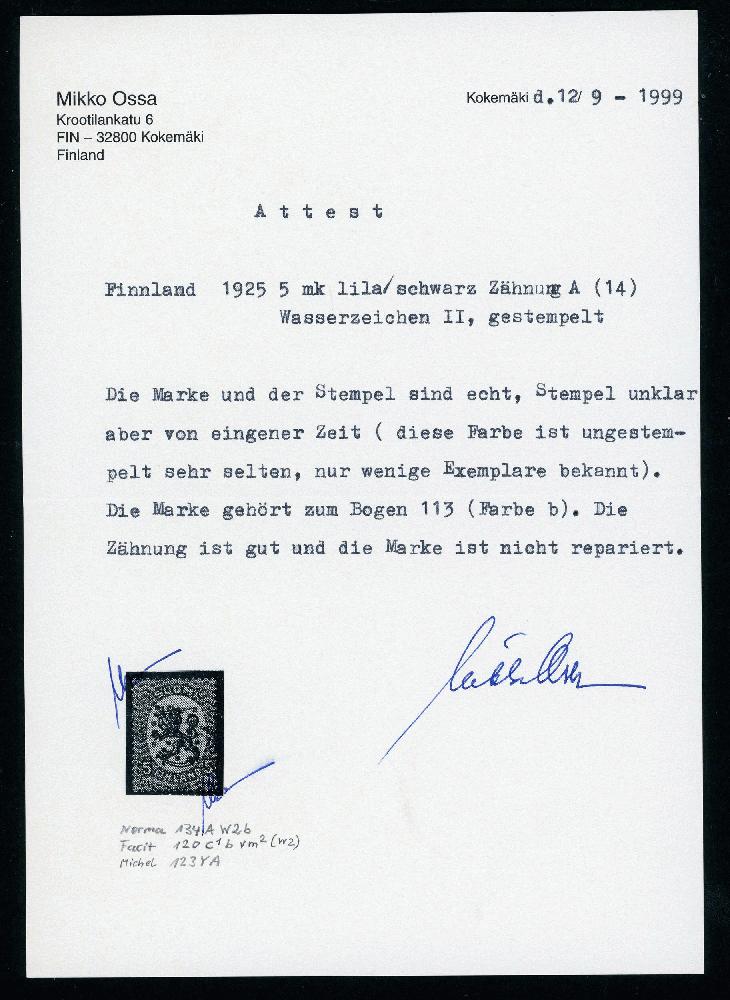 Mikko Ossa
Krootilankatu 6
FIN – 32800 Kokemäki
Finland
Kokemäki d. 12/ 9 - 1999
A t t e s t
Finnland 1925 5 mk lila/schwarz Zähnung A (14)
Wasserzeichen II, gestempelt
Die Marke und der Stempel sind echt, Stempel unklar
aber von eingener Zeit ( diese Farbe ist ungestem-
pelt sehr selten, nur wenige Exemplare bekannt).
Die Marke gehört zum Bogen 113 (Farbe b). Die
Zähnung ist gut und die Marke ist nicht repariert.
SUOMI
5 FINLAND 5
Norma 134A W2b
Facit 120 C1 b vm2 (W2)
Michel 123YA